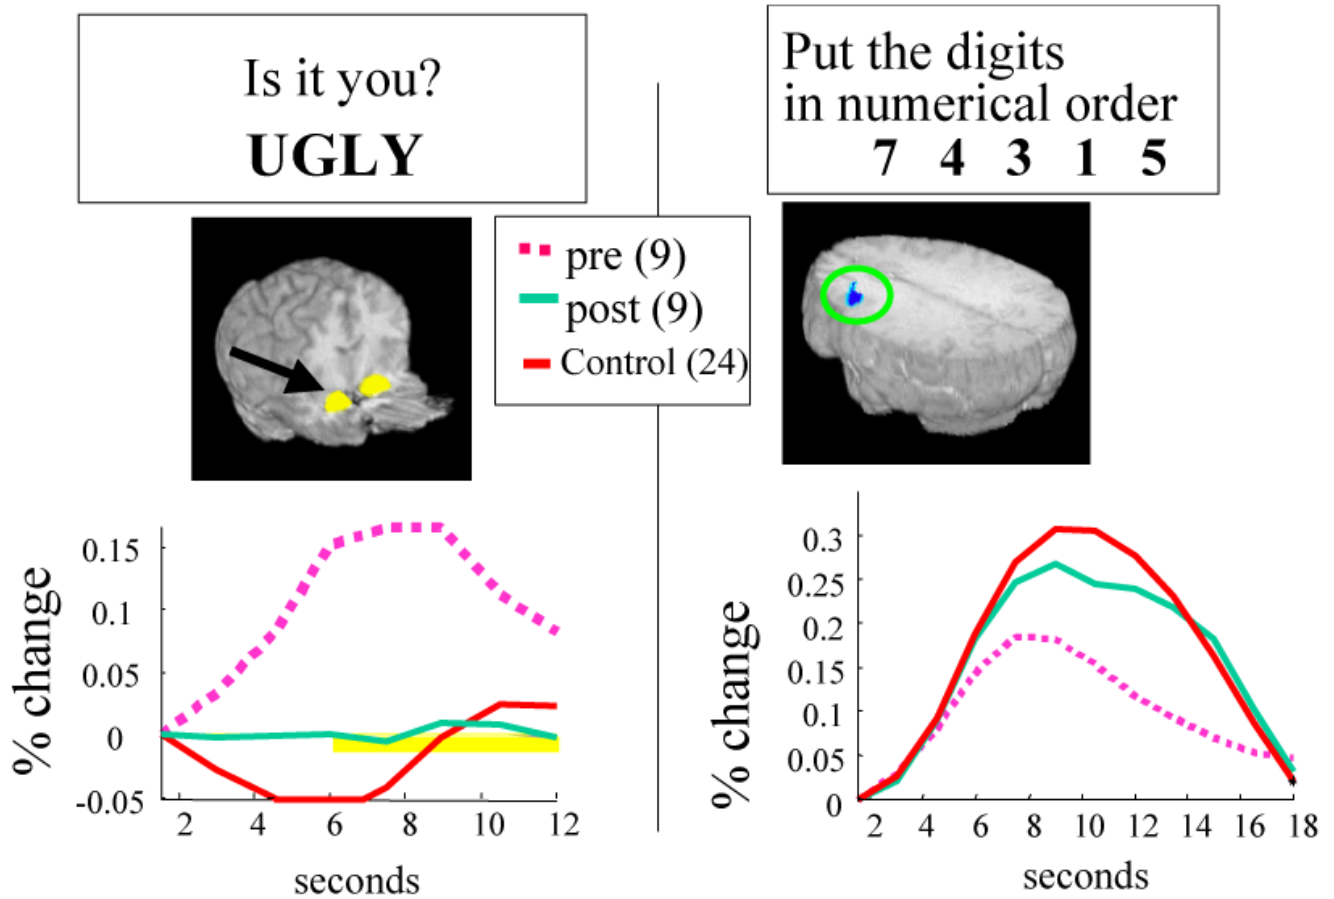 Is it you?
UGLY
Put the digits
in numerical order
7 4 3 1 5
pre (9)
post (9)
Control (24)
% change
0.15
0.1
0.05
0
-0.05
2 4 6 8 10 12
seconds
% change
0.3
0.25
0.2
0.15
0.1
0.05
0
2 4 6 8 10 12 14 16 18
seconds